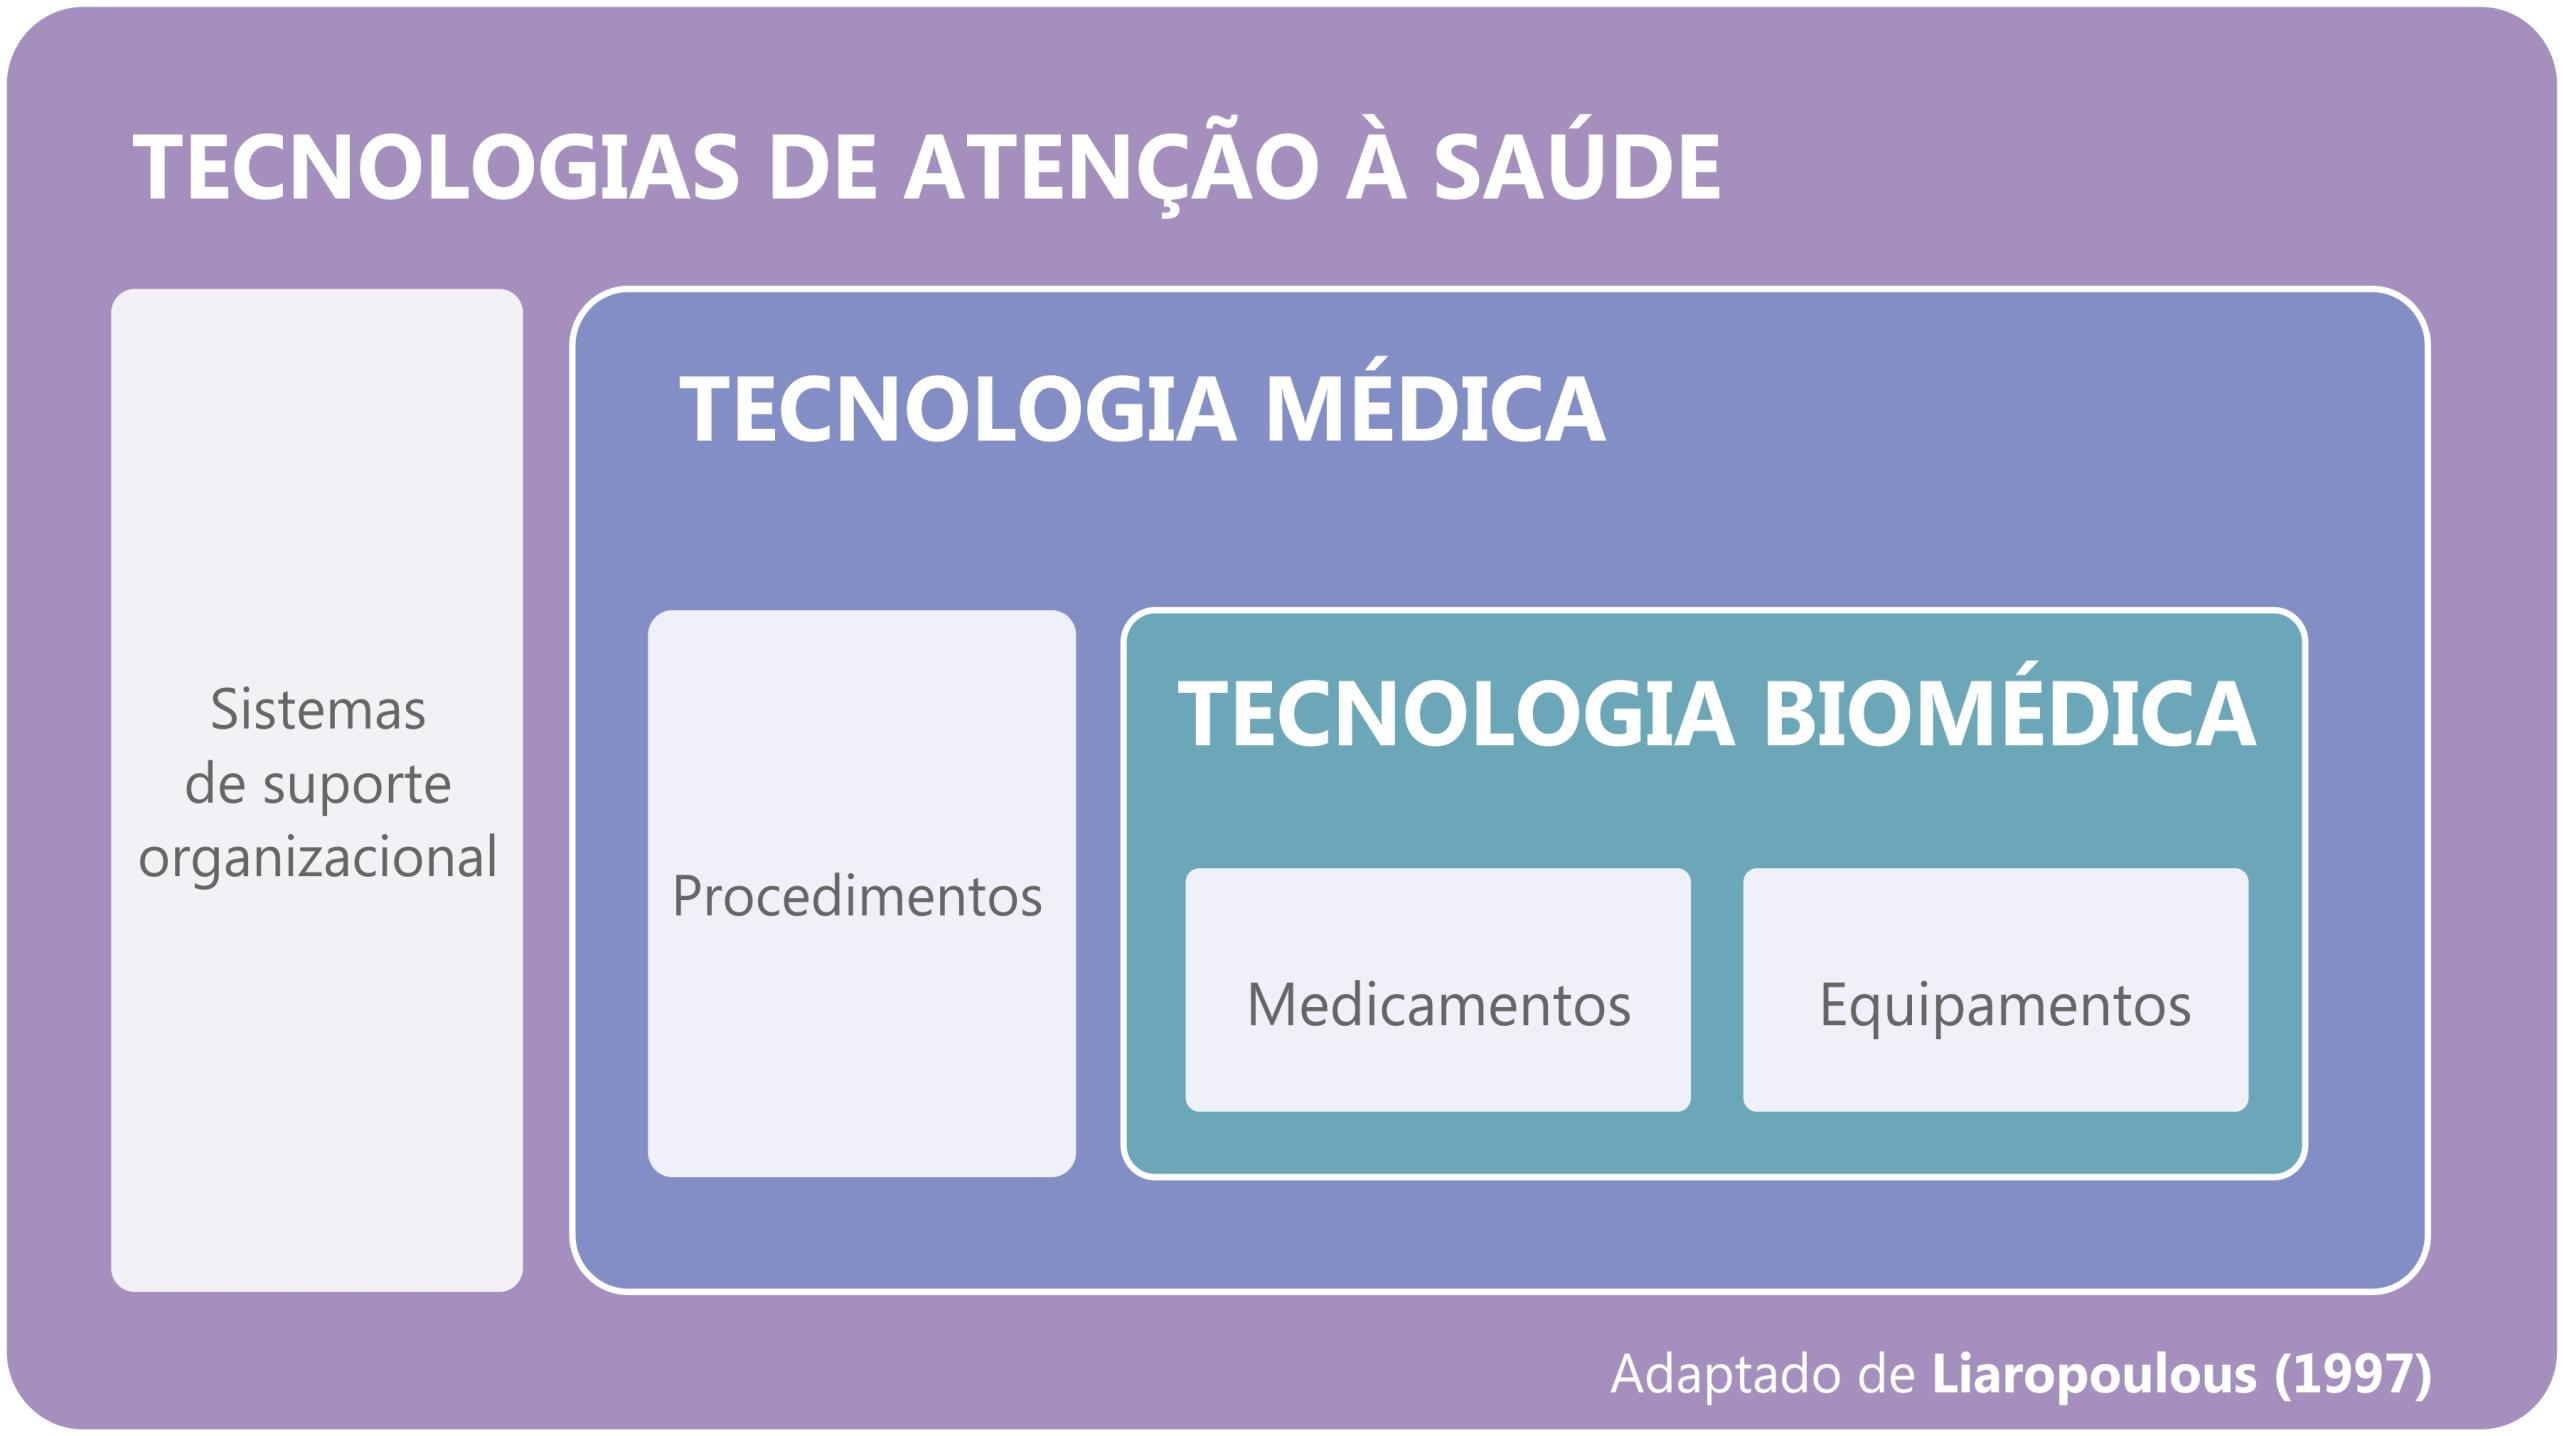 TECNOLOGIAS DE ATENÇÃO À SAÚDE
Sistemas
de suporte
organizacional
TECNOLOGIA MÉDICA
Procedimentos
TECNOLOGIA BIOMÉDICA
Medicamentos
Equipamentos
Adaptado de Liaropoulous (1997)